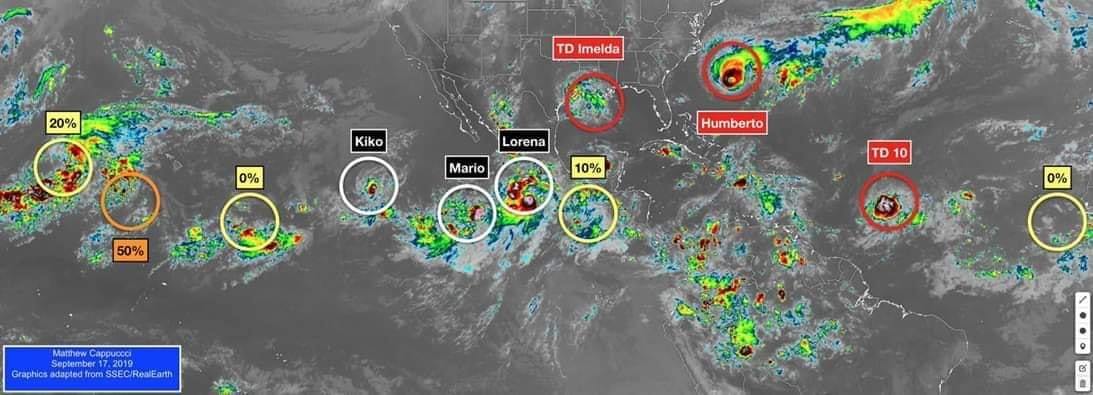 TD Imelda
20%
Humberto
Kiko
Lorena
Mario
TD 10
0%
10%
0%
50%
Matthew Cappuccci
September 17, 2019
Graphics adapted from SSEC/RealEarth